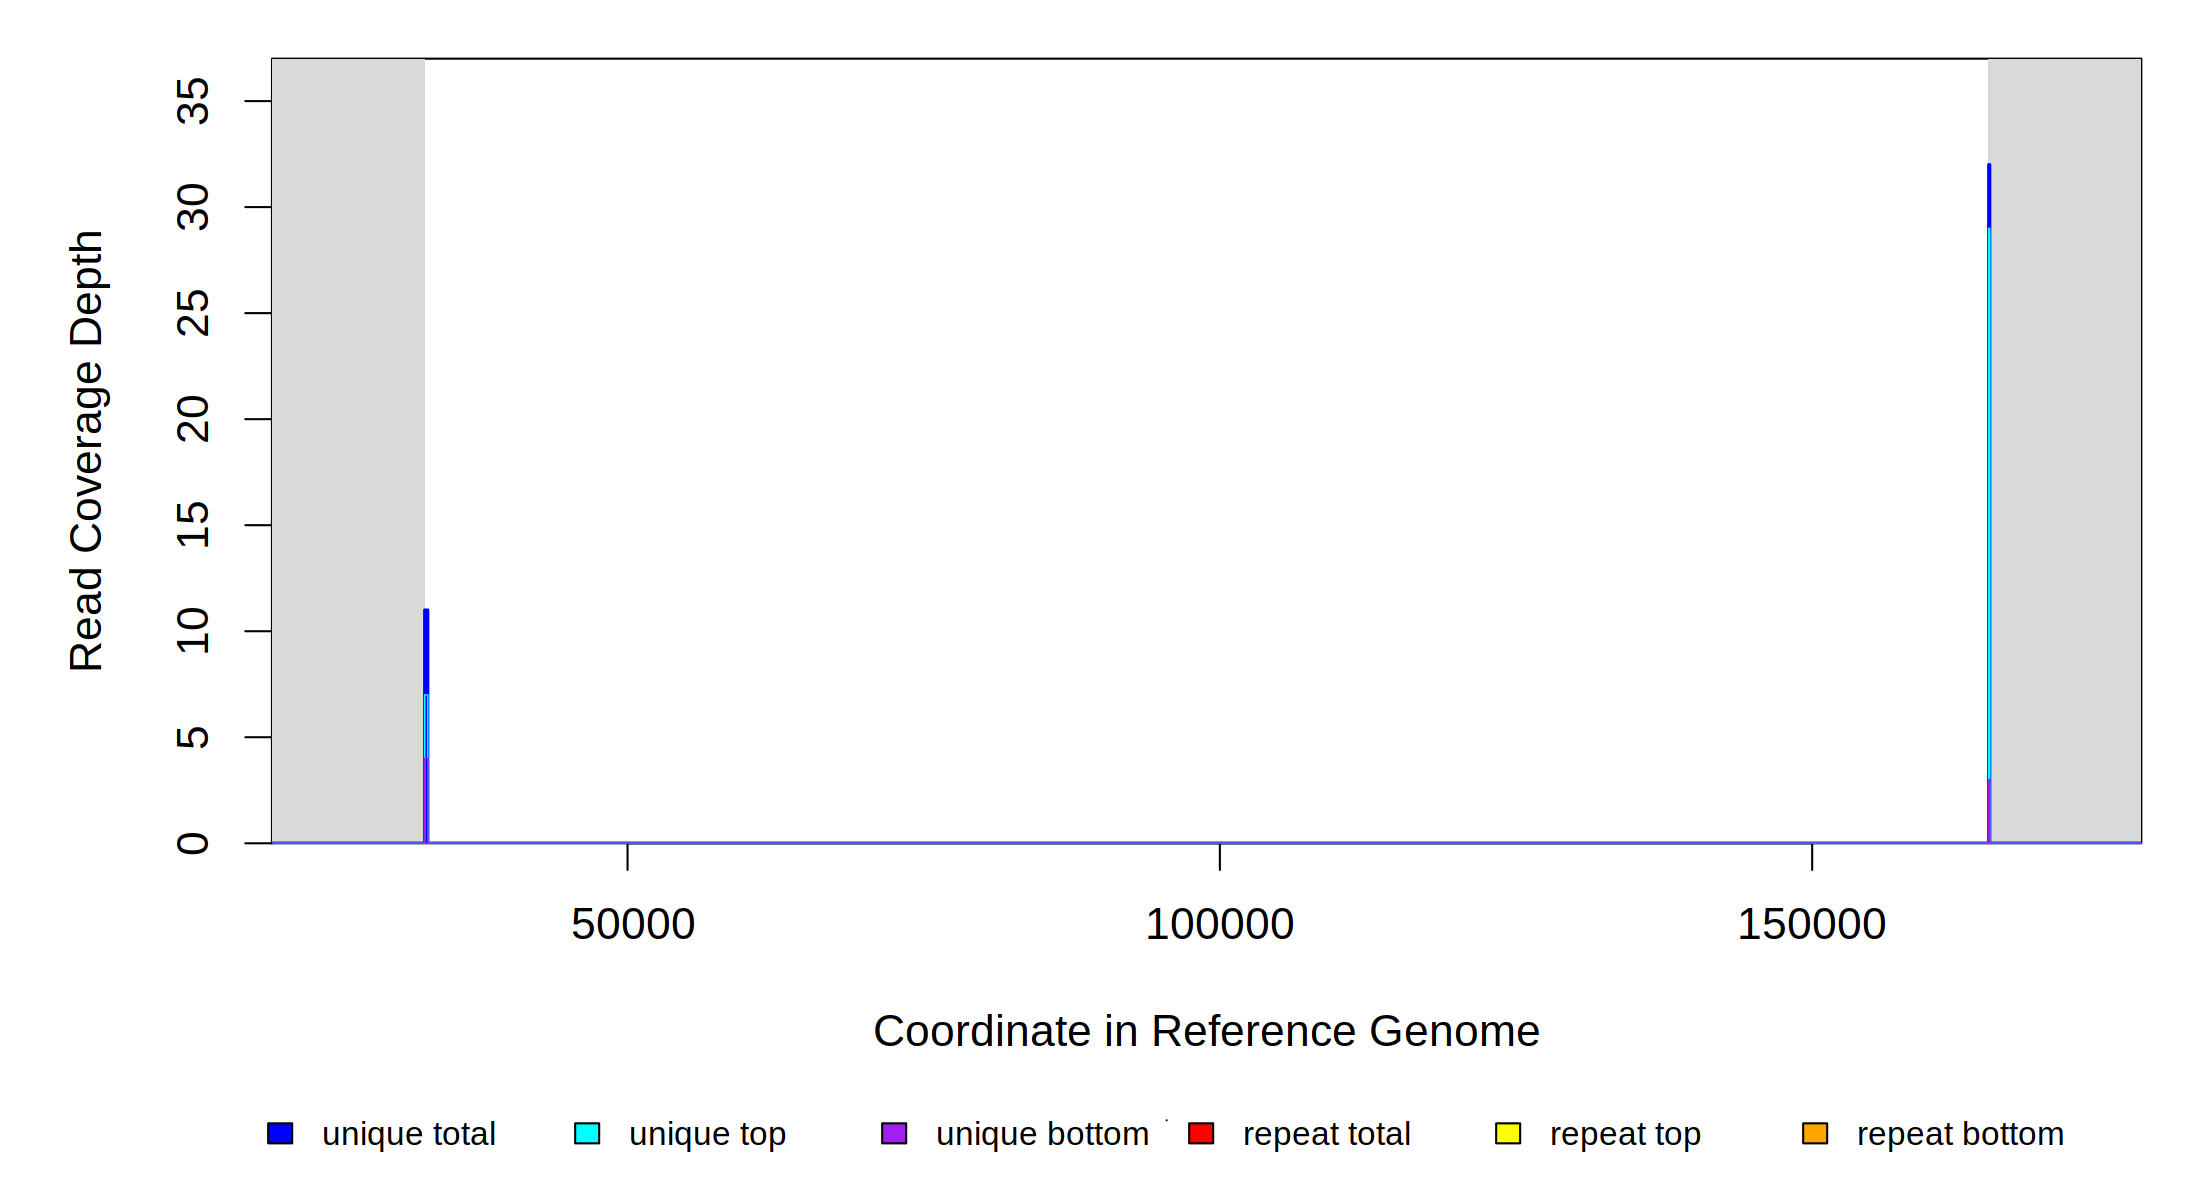 Read Coverage Depth
35
30
25
20
15
10
5
0
50000 100000 150000
Coordinate in Reference Genome
unique total unique top unique bottom repeat total repeat top repeat bottom